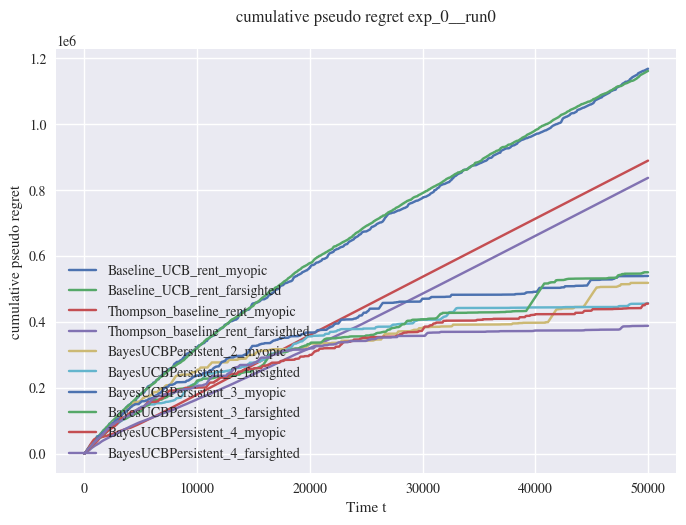 cumulative pseudo regret exp_0__run0
1e6
1.2
1.0
0.8
0.6
0.4
0.2
0.0
cumulative pseudo regret
Baseline_UCB_rent_myopic
Baseline_UCB_rent_farsighted
Thompson_baseline_rent_myopic
Thompson_baseline_rent_farsighted
BayesUCBPersistent_2_myopic
BayesUCBPersistent_2_farsighted
BayesUCBPersistent_3_myopic
BayesUCBPersistent_3_farsighted
BayesUCBPersistent_4_myopic
BayesUCBPersistent_4_farsighted
0 10000 20000 30000 40000 50000
Time t